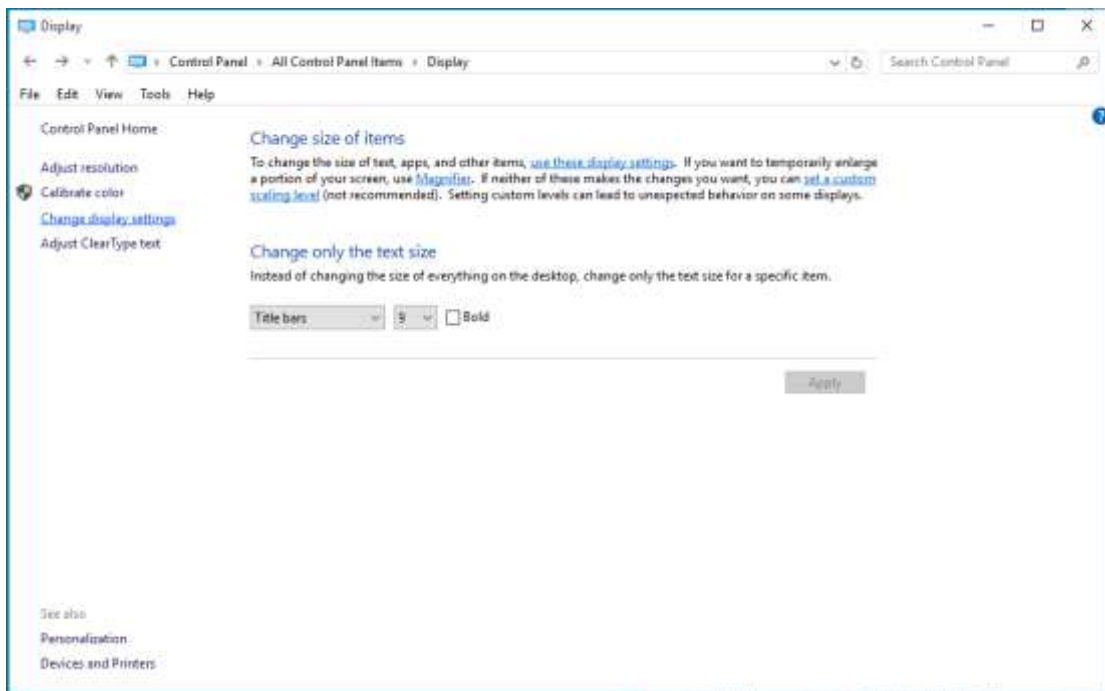 Display
Control Panel › All Control Panel Items › Display
Search Control Panel
File Edit View Tools Help
Control Panel Home
Adjust resolution
Calibrate color
Change display settings
Adjust ClearType text
Change size of items
To change the size of text, apps, and other items, use these display settings. If you want to temporarily enlarge
a portion of your screen, use Magnifier. If neither of these makes the changes you want, you can set a custom
scaling level (not recommended). Setting custom levels can lead to unexpected behavior on some displays.
Change only the text size
Instead of changing the size of everything on the desktop, change only the text size for a specific item.
Title bars 9 Bold
Apply
See also
Personalization
Devices and Printers